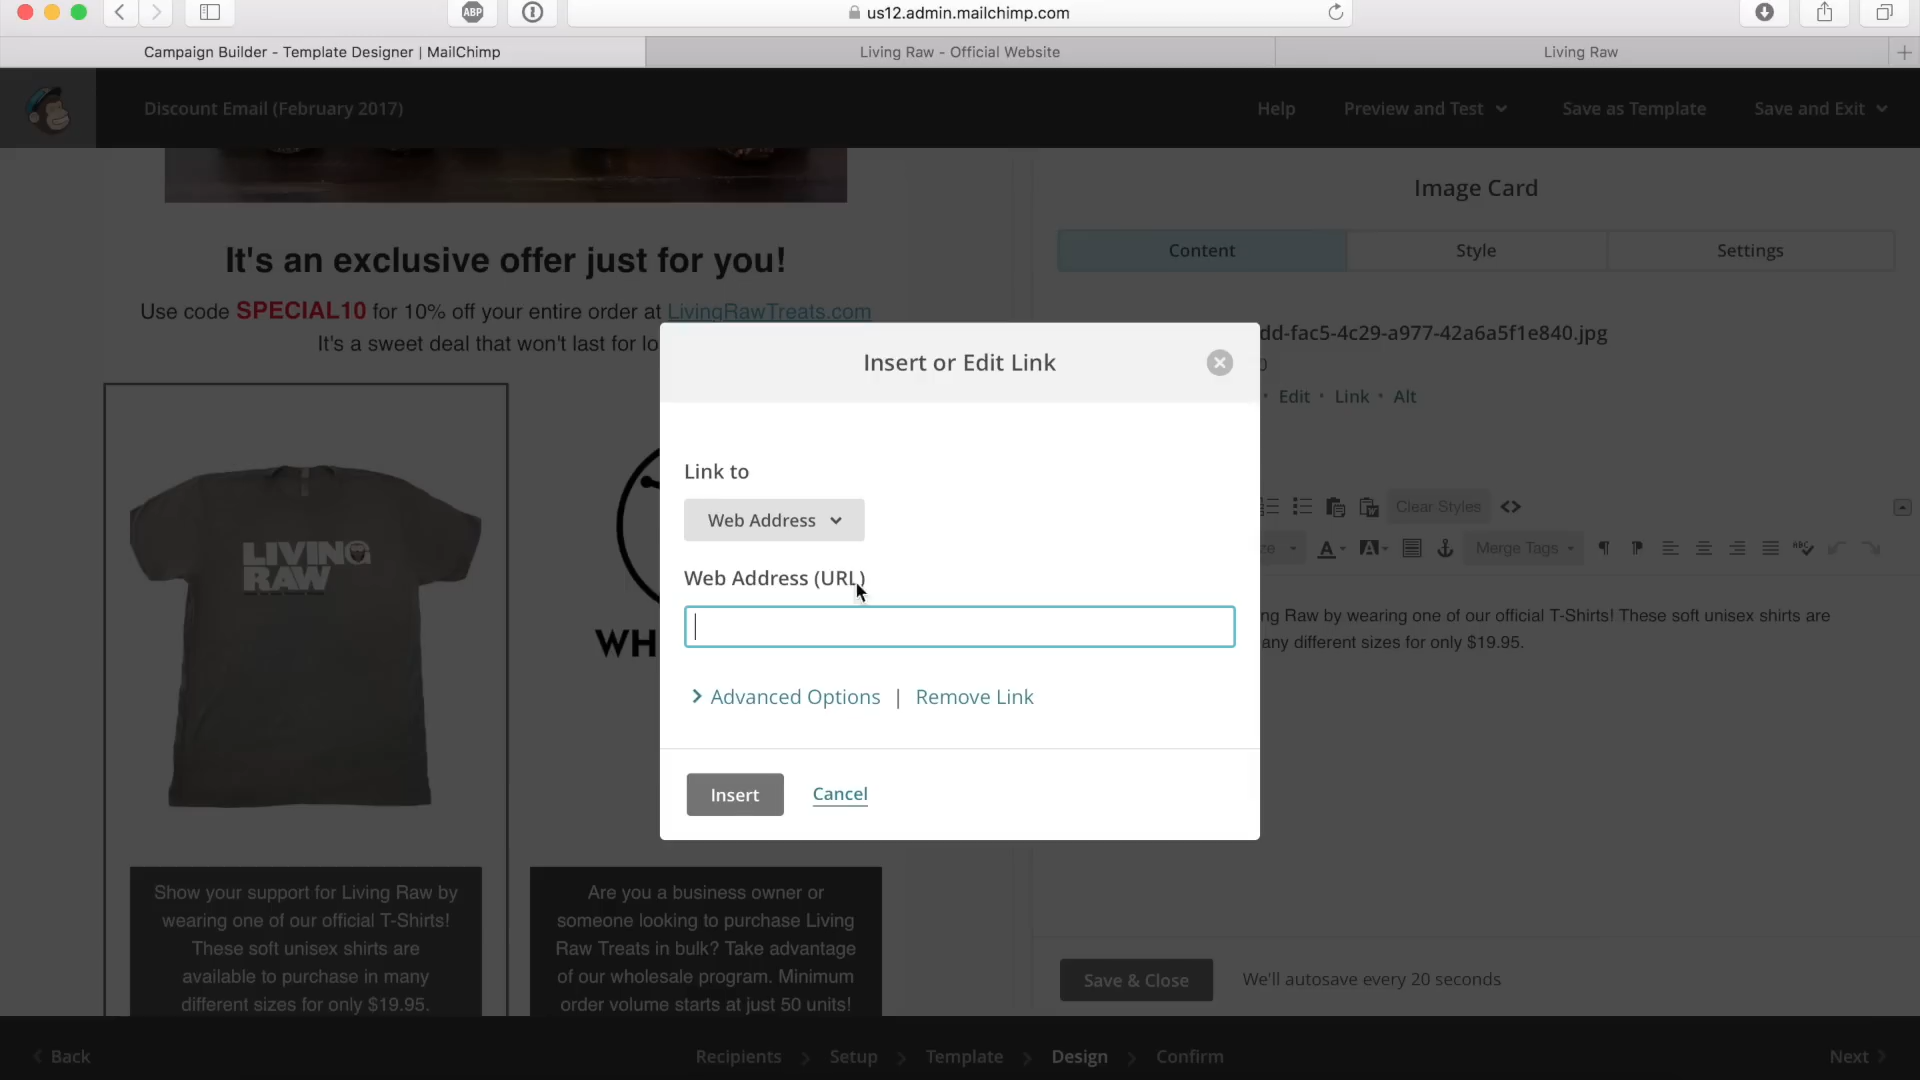 ABP
us12.admin.mailchimp.com
Campaign Builder - Template Designer | MailChimp
Living Raw - Official Website
Living Raw
Discount Email (February 2017)
Help
Preview and Test
Save as Template
Save and Exit
It's an exclusive offer just for you!
Use code SPECIAL10 for 10% off your entire order at LivingRawTreats.com
It's a sweet deal that won't last for lo
LIVING
RAW
WH
Show your support for Living Raw by
wearing one of our official T-Shirts!
These soft unisex shirts are
available to purchase in many
different sizes for only $19.95.
Are you a business owner or
someone looking to purchase Living
Raw Treats in bulk? Take advantage
of our wholesale program. Minimum
order volume starts at just 50 units!
Insert or Edit Link
Link to
Web Address
Web Address (URL)
Advanced Options | Remove Link
Insert
Cancel
Image Card
Content
Style
Settings
dd-fac5-4c29-a977-42a6a5f1e840.jpg
0
• Edit • Link • Alt
Clear Styles
ze
Merge Tags
ng Raw by wearing one of our official T-Shirts! These soft unisex shirts are
any different sizes for only $19.95.
Save & Close
We'll autosave every 20 seconds
Back
Recipients
Setup
Template
Design
Confirm
Next